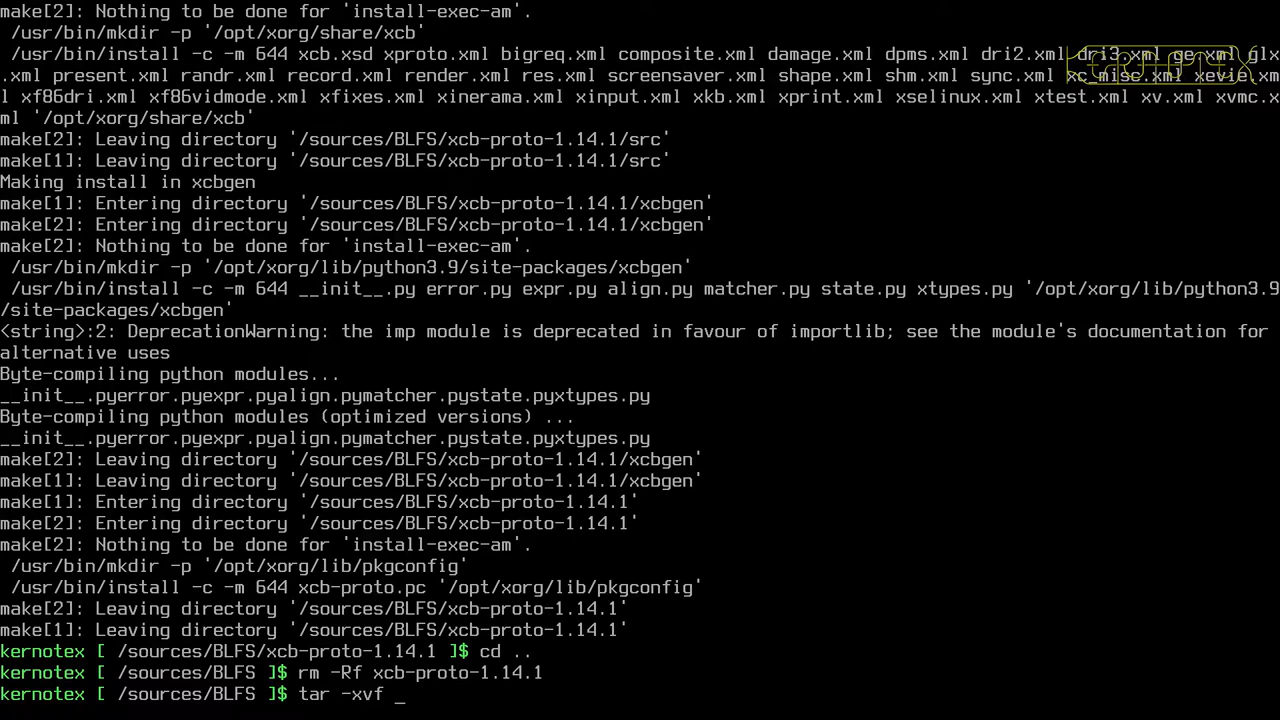 make[2]: Nothing to be done for 'install-exec-am'.
 /usr/bin/mkdir -p '/opt/xorg/share/xcb'
 /usr/bin/install -c -m 644 xcb.xsd xproto.xml bigreq.xml composite.xml damage.xml dpms.xml dri2.xml dri3.xml ge.xml glx
.xml present.xml randr.xml record.xml render.xml res.xml screensaver.xml shape.xml shm.xml sync.xml xc_misc.xml xevie.xm
l xf86dri.xml xf86vidmode.xml xfixes.xml xinerama.xml xinput.xml xkb.xml xprint.xml xselinux.xml xtest.xml xv.xml xvmc.x
ml '/opt/xorg/share/xcb'
make[2]: Leaving directory '/sources/BLFS/xcb-proto-1.14.1/src'
make[1]: Leaving directory '/sources/BLFS/xcb-proto-1.14.1/src'
Making install in xcbgen
make[1]: Entering directory '/sources/BLFS/xcb-proto-1.14.1/xcbgen'
make[2]: Entering directory '/sources/BLFS/xcb-proto-1.14.1/xcbgen'
make[2]: Nothing to be done for 'install-exec-am'.
 /usr/bin/mkdir -p '/opt/xorg/lib/python3.9/site-packages/xcbgen'
 /usr/bin/install -c -m 644 __init__.py error.py expr.py align.py matcher.py state.py xtypes.py '/opt/xorg/lib/python3.9
/site-packages/xcbgen'
<string>:2: DeprecationWarning: the imp module is deprecated in favour of importlib; see the module's documentation for
alternative uses
Byte-compiling python modules...
__init__.pyerror.pyexpr.pyalign.pymatcher.pystate.pyxtypes.py
Byte-compiling python modules (optimized versions) ...
__init__.pyerror.pyexpr.pyalign.pymatcher.pystate.pyxtypes.py
make[2]: Leaving directory '/sources/BLFS/xcb-proto-1.14.1/xcbgen'
make[1]: Leaving directory '/sources/BLFS/xcb-proto-1.14.1/xcbgen'
make[1]: Entering directory '/sources/BLFS/xcb-proto-1.14.1'
make[2]: Entering directory '/sources/BLFS/xcb-proto-1.14.1'
make[2]: Nothing to be done for 'install-exec-am'.
 /usr/bin/mkdir -p '/opt/xorg/lib/pkgconfig'
 /usr/bin/install -c -m 644 xcb-proto.pc '/opt/xorg/lib/pkgconfig'
make[2]: Leaving directory '/sources/BLFS/xcb-proto-1.14.1'
make[1]: Leaving directory '/sources/BLFS/xcb-proto-1.14.1'
kernotex [ /sources/BLFS/xcb-proto-1.14.1 ]$ cd ..
kernotex [ /sources/BLFS ]$ rm -Rf xcb-proto-1.14.1
kernotex [ /sources/BLFS ]$ tar -xvf _